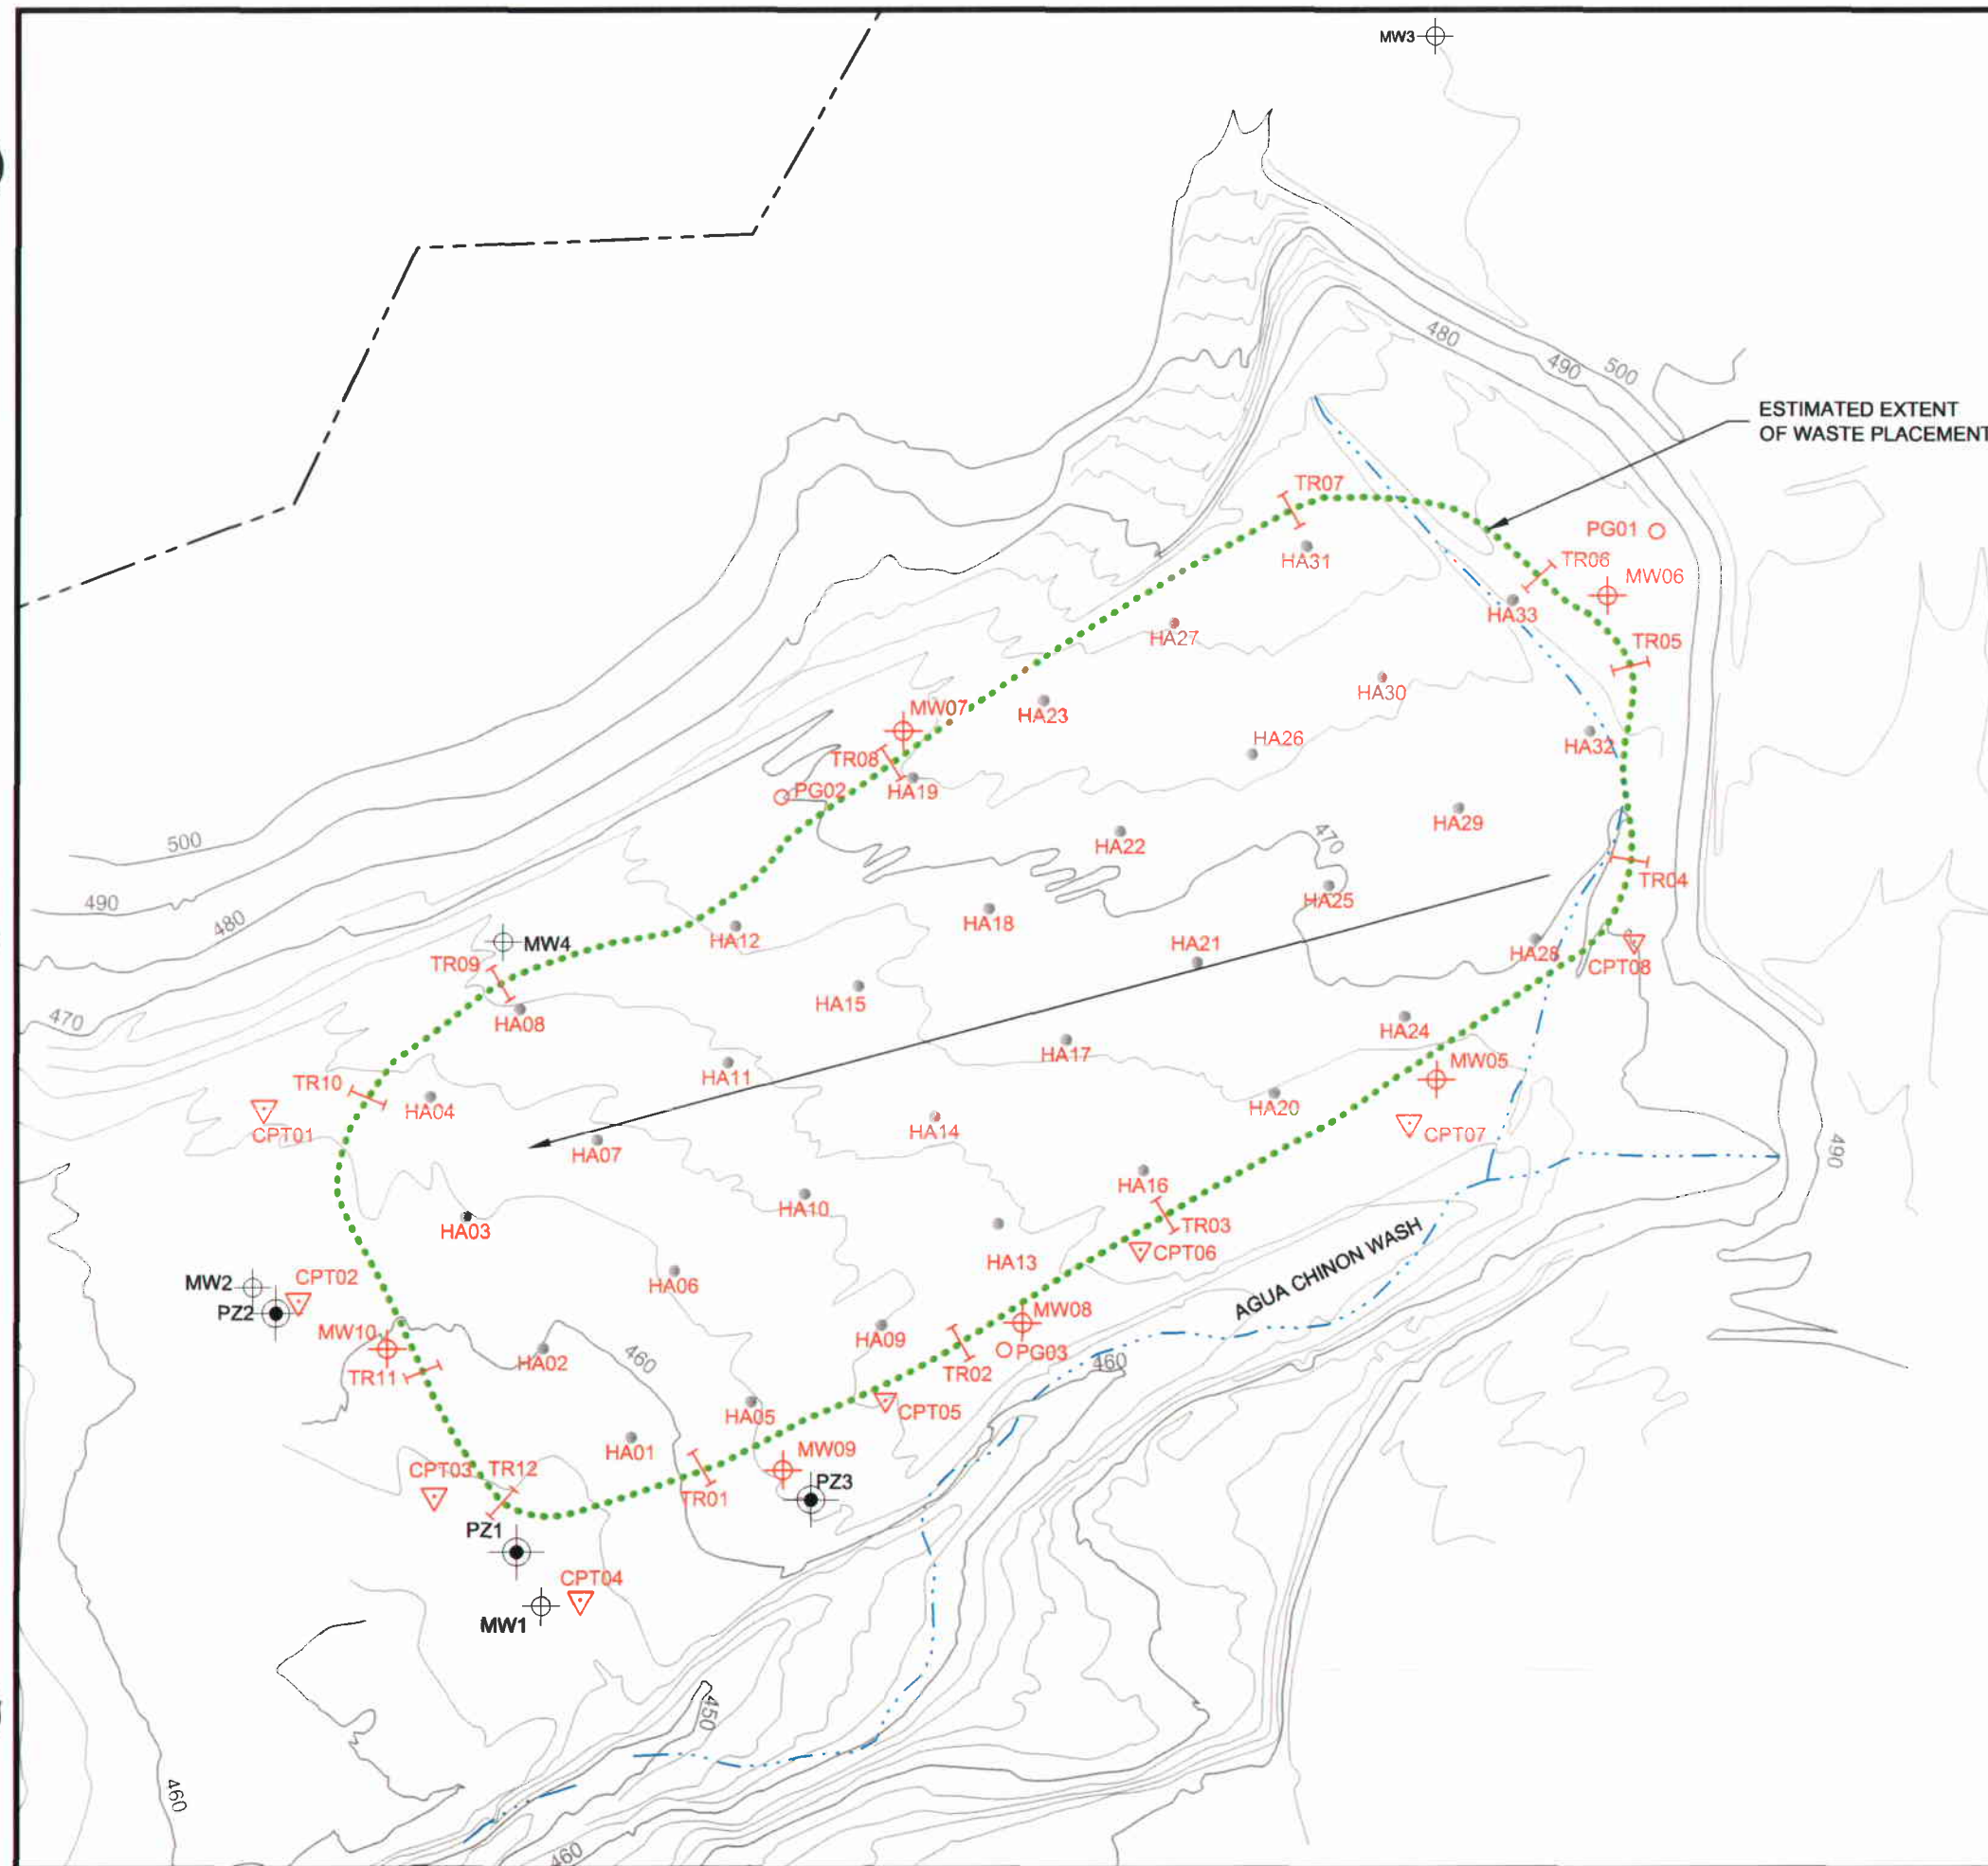 MW3
480
490
500
ESTIMATED EXTENT
OF WASTE PLACEMENT
TR07
PG01
HA31
TR06
MW06
HA33
HA27
TR05
HA30
MW07
HA23
HA26
HA32
TR08
PG02
HA19
HA29
500
HA22
470
TR04
490
HA25
480
HA18
HA12
MW4
HA21
HA28
CPT08
TR09
HA15
470
HA08
HA24
HA17
MW05
HA11
TR10
HA04
HA20
CPT01
HA14
CPT07
490
HA07
HA16
HA10
HA03
TR03
HA13
CPT06
AGUA CHINON WASH
MW2
CPT02
HA06
PZ2
MW08
MW10
HA09
PG03
HA02
460
460
TR11
TR02
HA05
CPT05
HA01
MW09
CPT03
TR12
PZ3
TR01
PZ1
CPT04
MW1
450
460
460